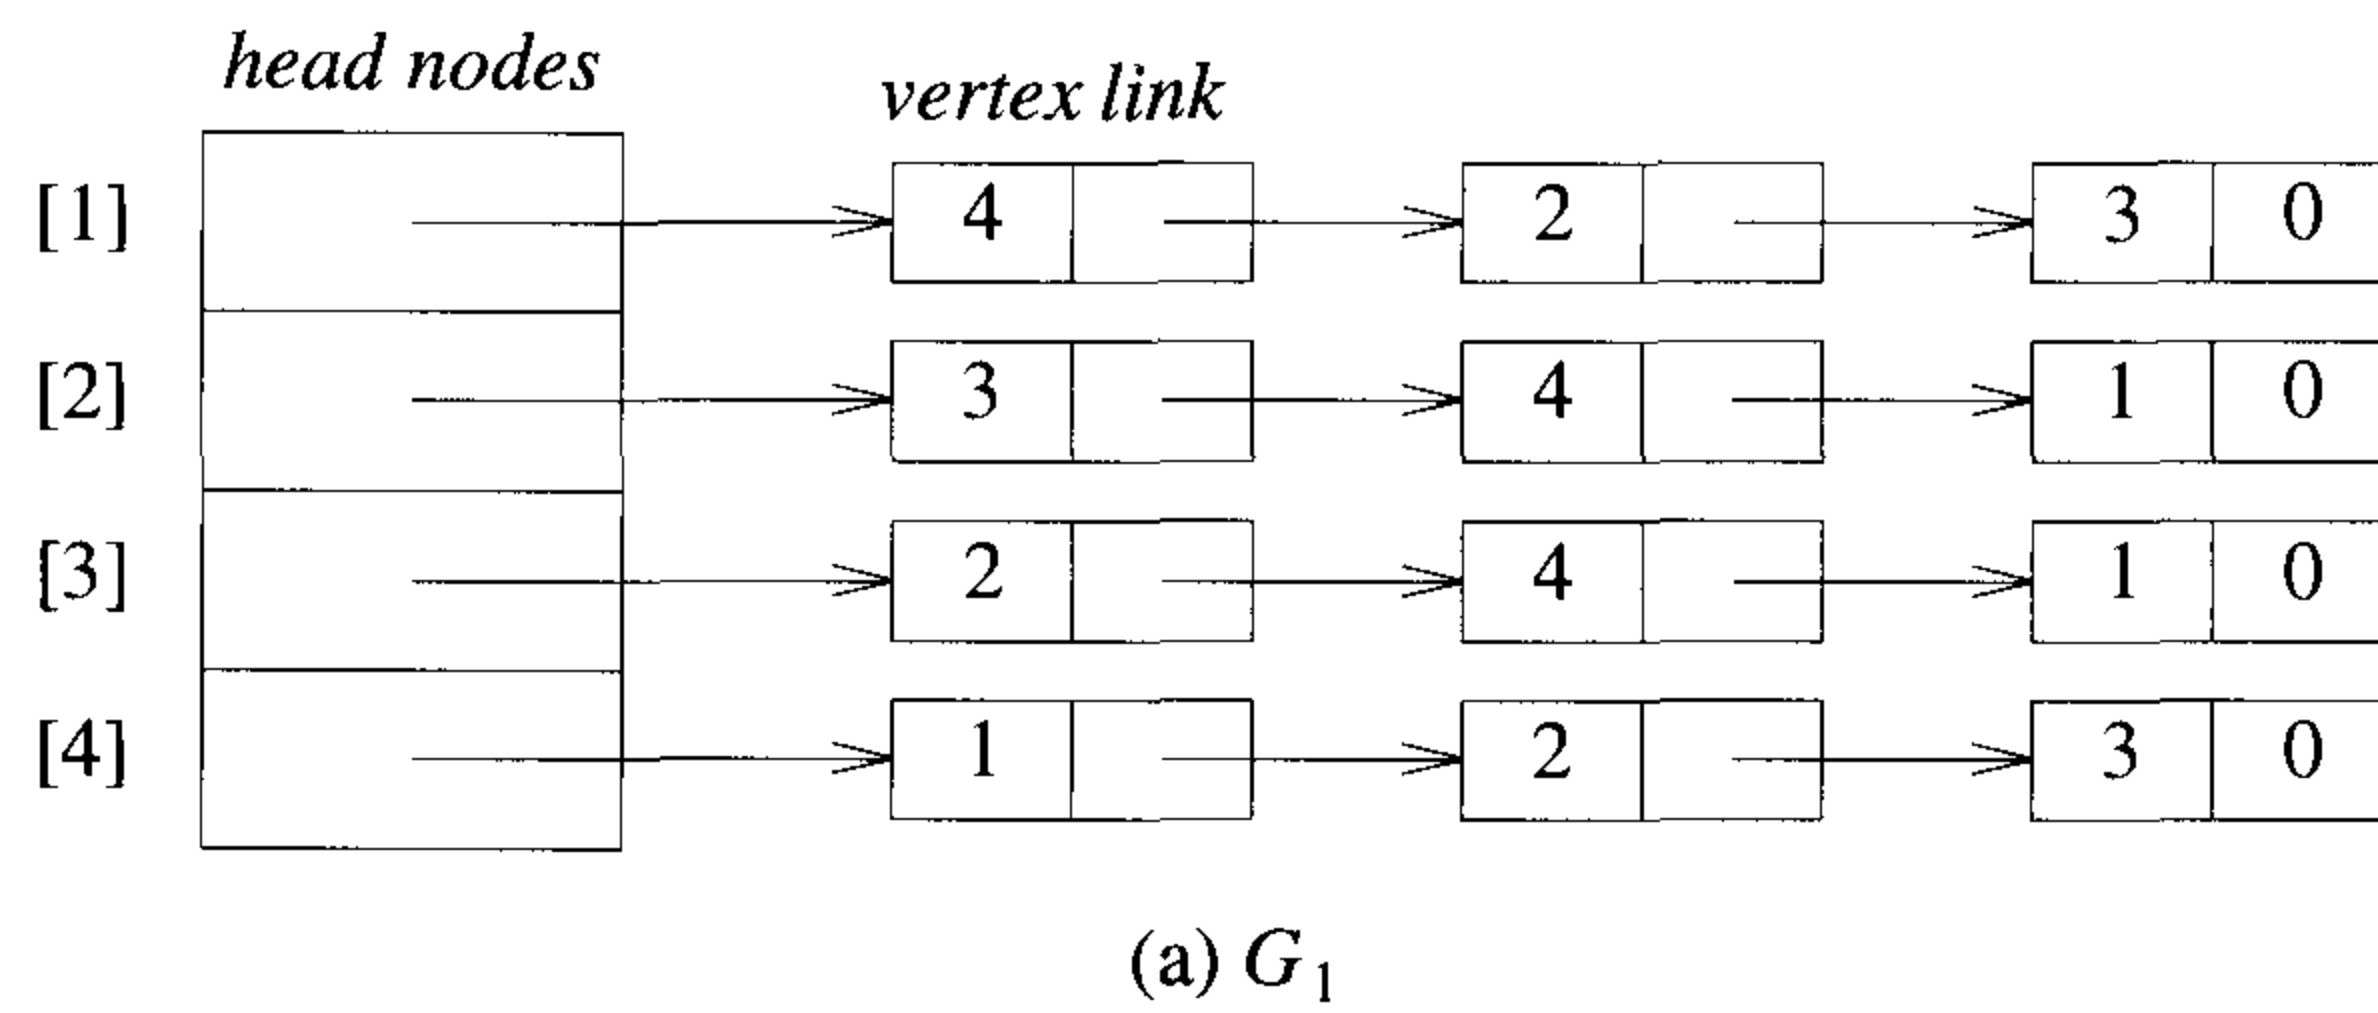 head nodes
vertex link
[1] 4 2 3 0
[2] 3 4 1 0
[3] 2 4 1 0
[4] 1 2 3 0
(a) G1